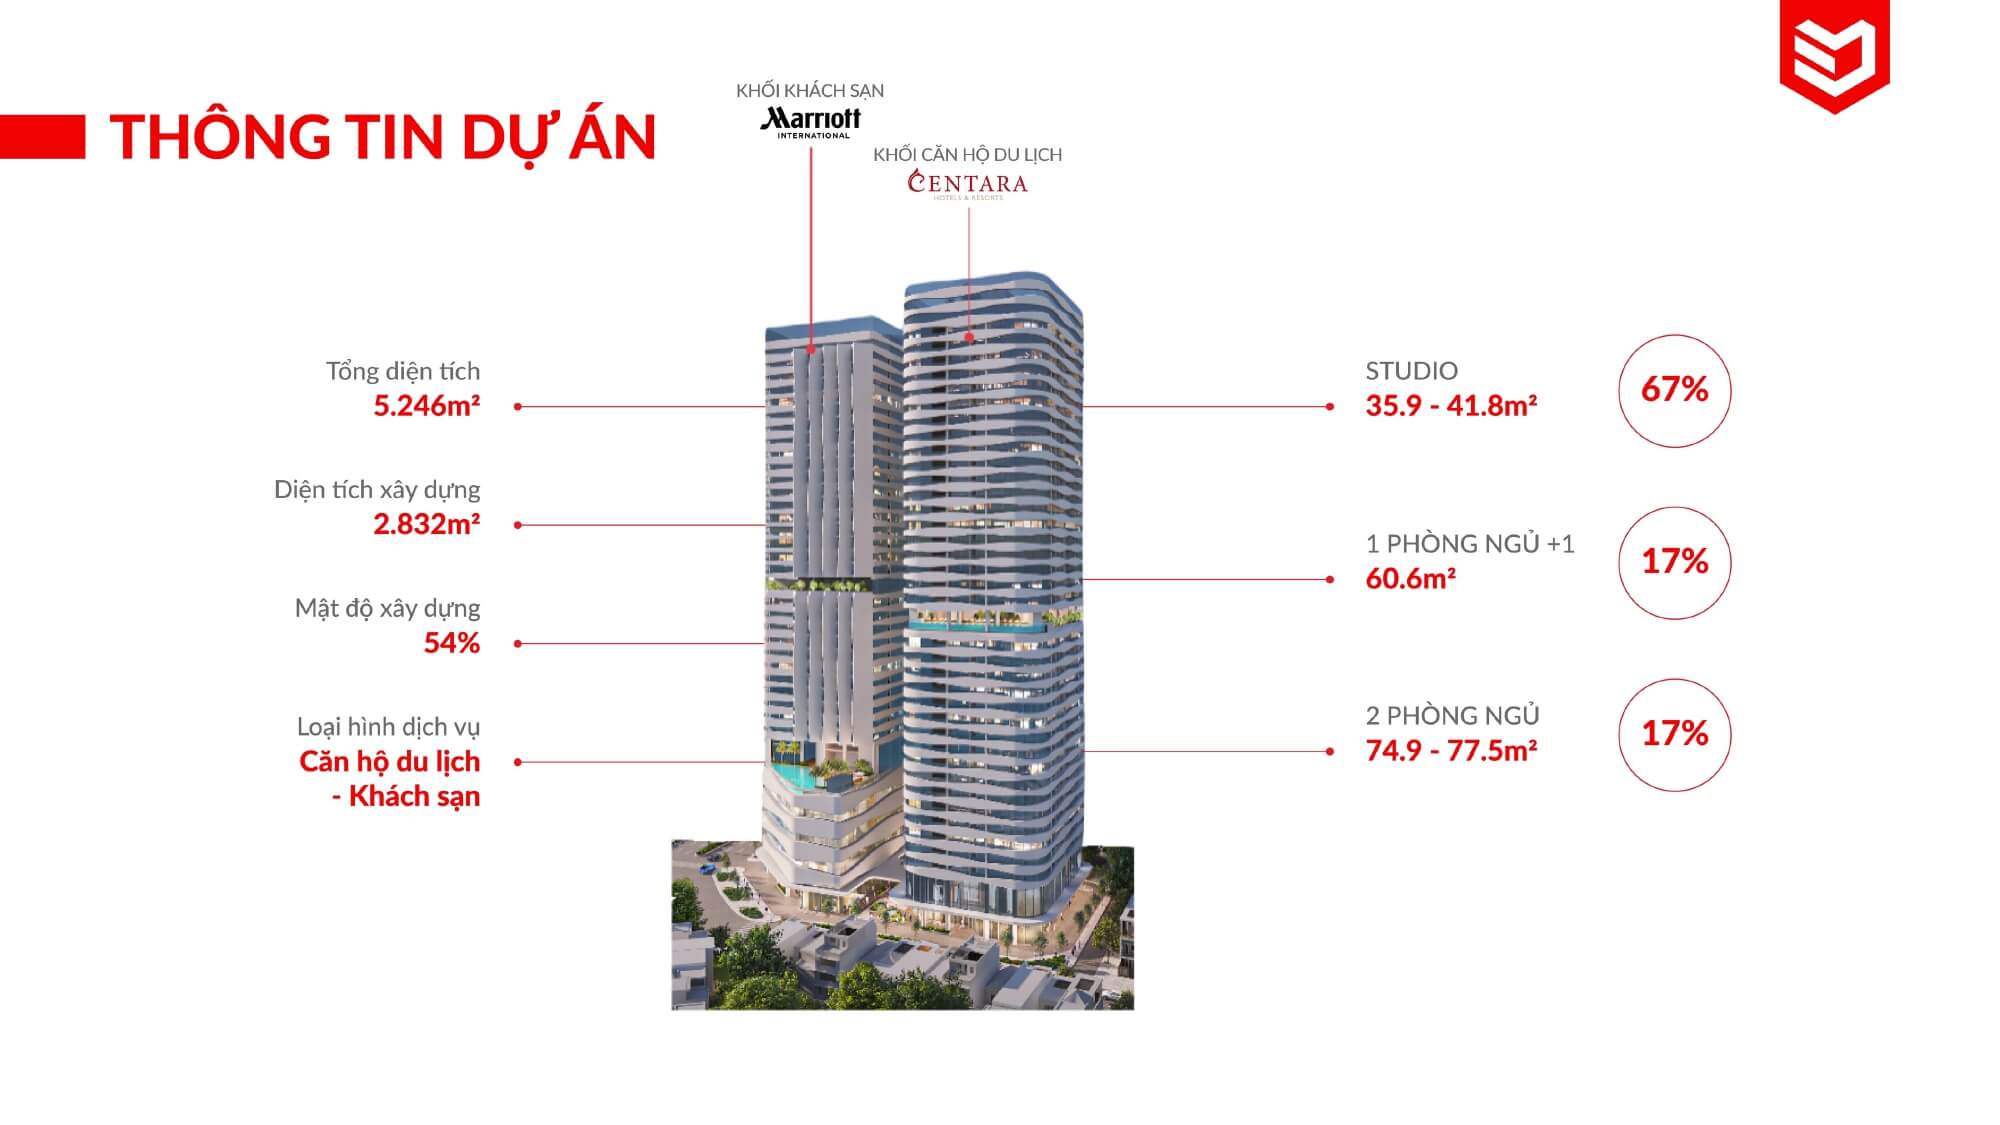 THÔNG TIN DỰ ÁN
KHỐI KHÁCH SẠN
Marriott
INTERNATIONAL
KHỐI CĂN HỘ DU LỊCH
CENTARA
HOTELS & RESORTS
Tổng diện tích
5.246m²
Diện tích xây dựng
2.832m²
Mật độ xây dựng
54%
Loại hình dịch vụ
Căn hộ du lịch
- Khách sạn
STUDIO
35.9 - 41.8m²
67%
1 PHÒNG NGỦ +1
60.6m²
17%
2 PHÒNG NGỦ
74.9 - 77.5m²
17%